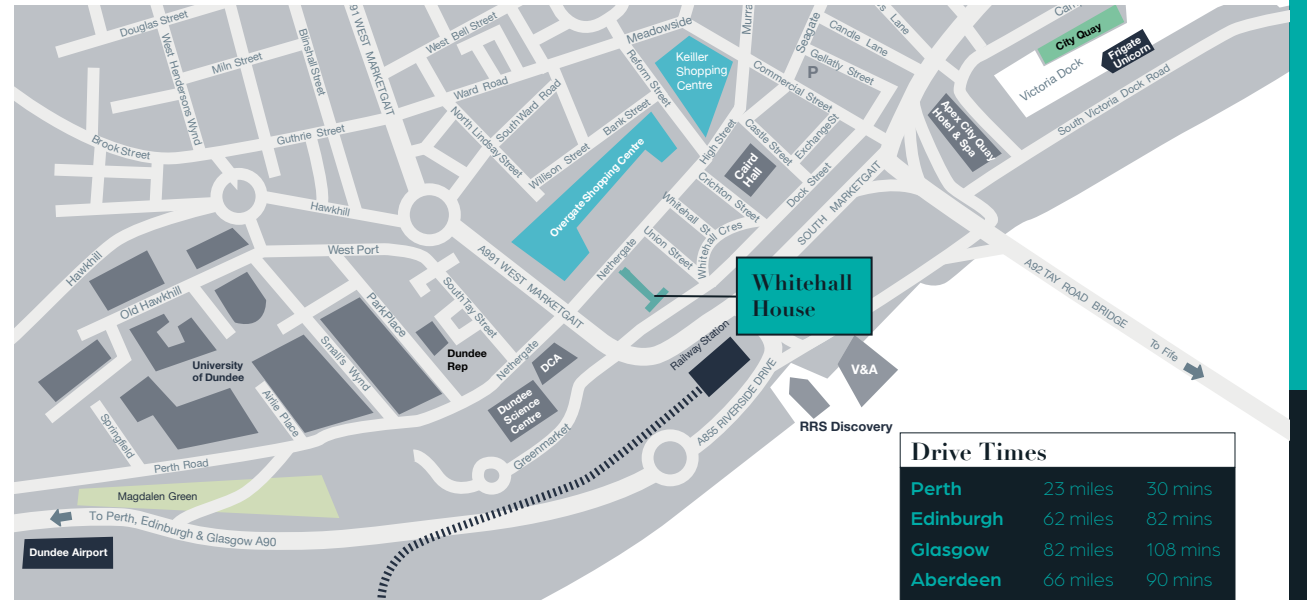 Douglas Street
West Hendersons Wynd
Blinshall Street
Miln Street
Guthrie Street
Brook Street
91 WEST MARKETGAIT
West Bell Street
Ward Road
North Lindsay Street
South Ward Road
Willison Street
Bank Street
Reform Street
Meadowside
Murra
Keiller
Shopping
Centre
Overgate Shopping Centre
High Street
Commercial Street
Seagate
Candle Lane
Gellatly Street
P
Lane
Castle Street
Exchange St
Caird
Hall
Crichton Street
Dock Street
Whitehall St
Whitehall Cres
Union Street
Nethergate
SOUTH MARKETGAIT
City Quay
Frigate
Unicorn
Victoria Dock
South Victoria Dock Road
Apex City Quay
Hotel & Spa
A92 TAY ROAD BRIDGE
To Fife
Hawkhill
Hawkhill
Old Hawkhill
West Port
A991 WEST MARKETGAIT
Park Place
South Tay Street
Small's Wynd
University
of Dundee
Airlie Place
Springfield
Perth Road
Dundee
Rep
Nethergate
DCA
Dundee
Science
Centre
Greenmarket
Whitehall
House
Railway Station
A855 RIVERSIDE DRIVE
V&A
RRS Discovery
Magdalen Green
To Perth, Edinburgh & Glasgow A90
Dundee Airport
Drive Times
Perth 23 miles 30 mins
Edinburgh 62 miles 82 mins
Glasgow 82 miles 108 mins
Aberdeen 66 miles 90 mins